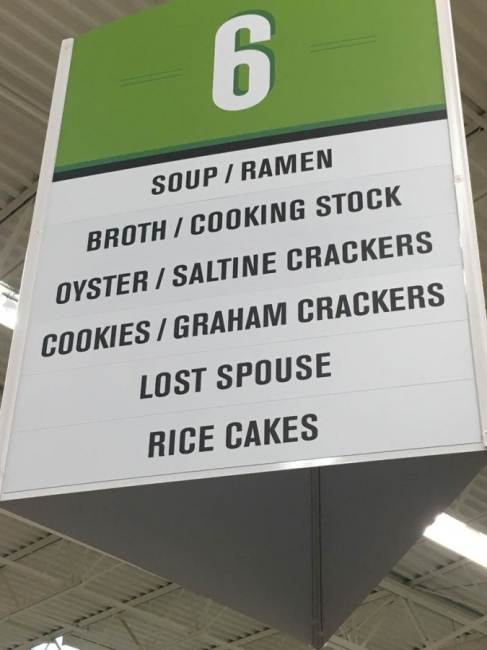 6
SOUP / RAMEN
BROTH / COOKING STOCK
OYSTER / SALTINE CRACKERS
COOKIES / GRAHAM CRACKERS
LOST SPOUSE
RICE CAKES